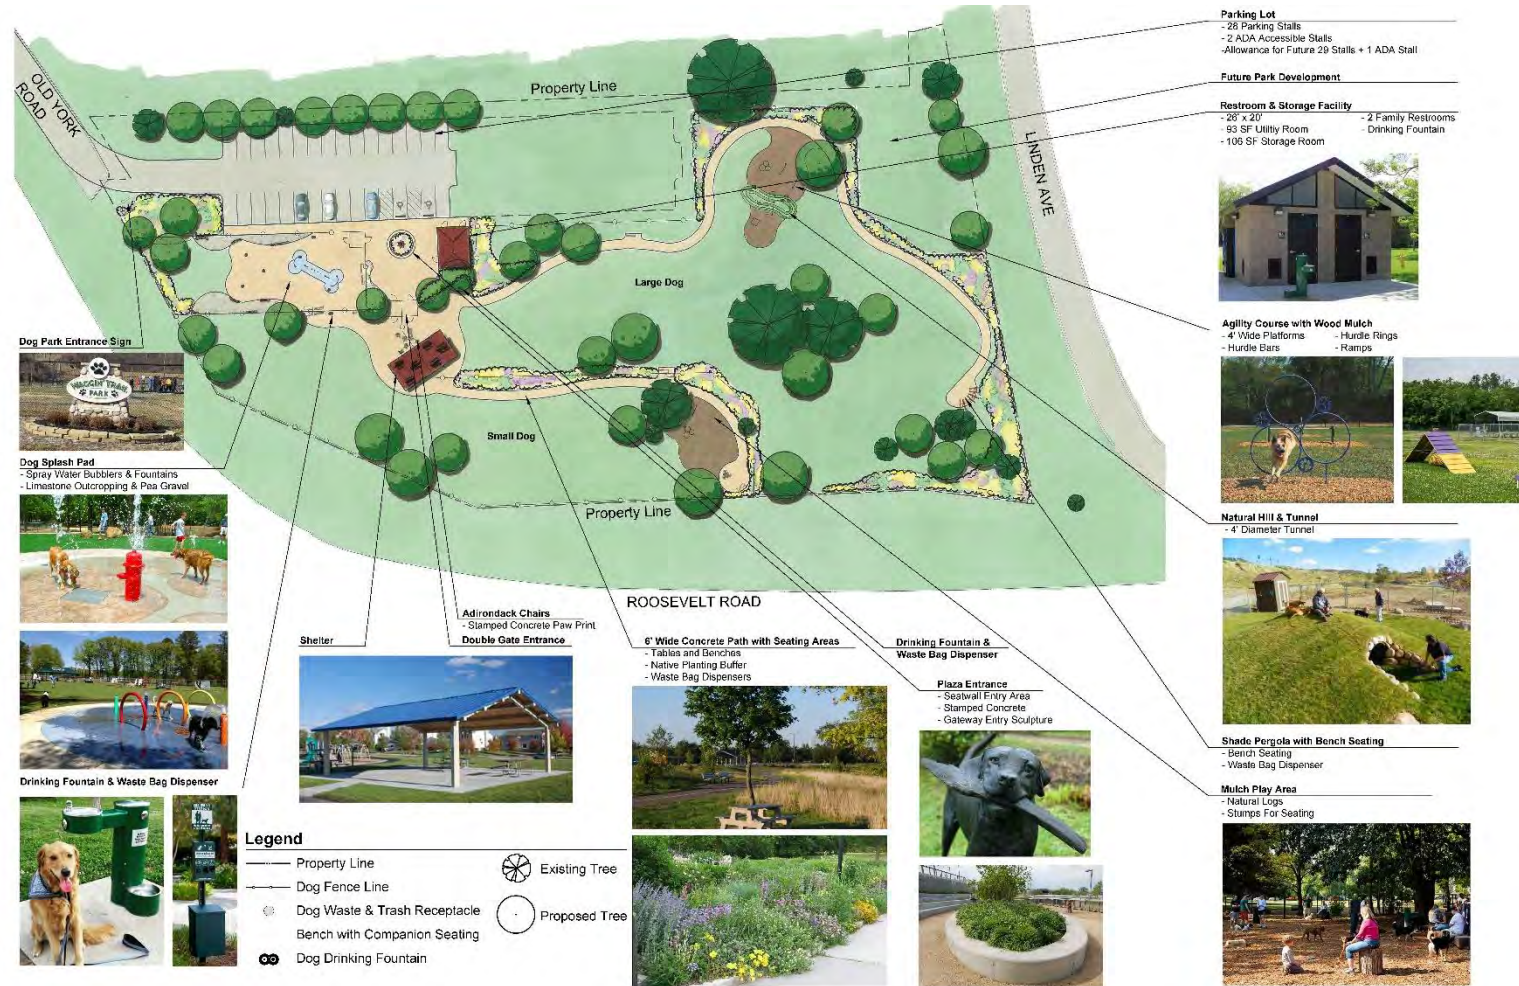 Parking Lot
- 28 Parking Stalls
- 2 ADA Accessible Stalls
-Allowance for Future 29 Stalls + 1 ADA Stall
Future Park Development
Restroom & Storage Facility
- 26' x 20'
- 93 SF Utiltiy Room
- 106 SF Storage Room
- 2 Family Restrooms
- Drinking Fountain
OLD YORK
ROAD
Property Line
LINDEN AVE
Large Dog
Small Dog
Property Line
ROOSEVELT ROAD
Agility Course with Wood Mulch
- 4' Wide Platforms
- Hurdle Bars
- Hurdle Rings
- Ramps
Dog Park Entrance Sign
WAGGIN' TRAIL
PARK
Dog Splash Pad
- Spray Water Bubblers & Fountains
- Limestone Outcropping & Pea Gravel
Natural Hill & Tunnel
- 4' Diameter Tunnel
Adirondack Chairs
- Stamped Concrete Paw Print
Double Gate Entrance
Shelter
6' Wide Concrete Path with Seating Areas
- Tables and Benches
- Native Planting Buffer
- Waste Bag Dispensers
Drinking Fountain &
Waste Bag Dispenser
Plaza Entrance
- Seatwall Entry Area
- Stamped Concrete
- Gateway Entry Sculpture
Shade Pergola with Bench Seating
- Bench Seating
- Waste Bag Dispenser
Mulch Play Area
- Natural Logs
- Stumps For Seating
Drinking Fountain & Waste Bag Dispenser
Legend
Property Line
Dog Fence Line
Dog Waste & Trash Receptacle
Bench with Companion Seating
Dog Drinking Fountain
Existing Tree
Proposed Tree